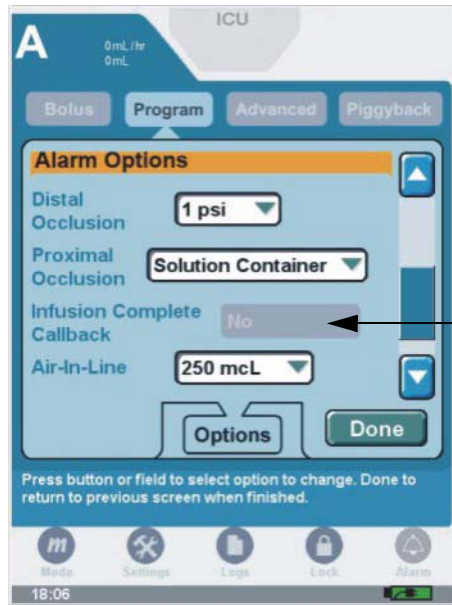 ICU
A
0mL/hr
0mL
Bolus
Program
Advanced
Piggyback
Alarm Options
Distal
Occlusion
1 psi
Proximal
Occlusion
Solution Container
Infusion Complete
Callback
No
Air-In-Line
250 mcL
Options
Done
Press button or field to select option to change. Done to
return to previous screen when finished.
m
Mode
Settings
Logs
Lock
Alarm
18:06